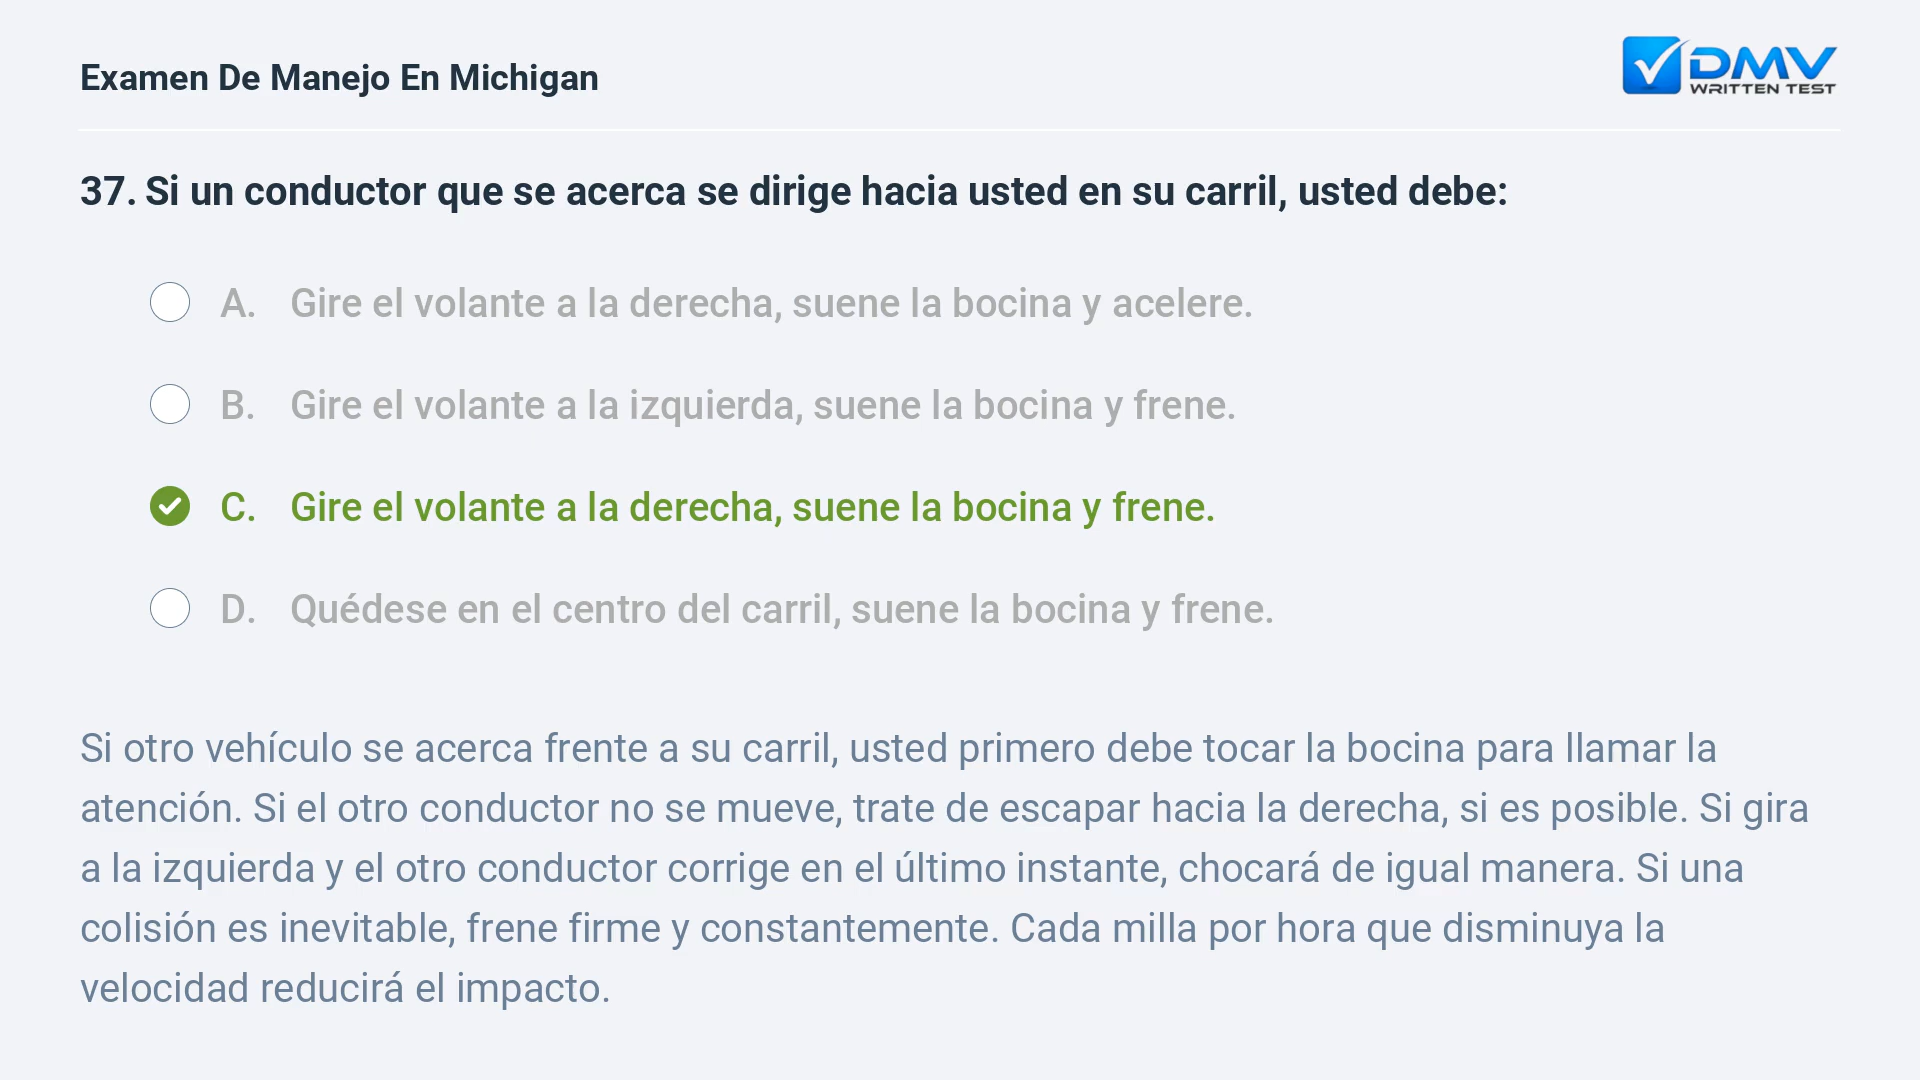 Examen De Manejo En Michigan
DMV
WRITTEN TEST
37. Si un conductor que se acerca se dirige hacia usted en su carril, usted debe:
A. Gire el volante a la derecha, suene la bocina y acelere.
B. Gire el volante a la izquierda, suene la bocina y frene.
C. Gire el volante a la derecha, suene la bocina y frene.
D. Quédese en el centro del carril, suene la bocina y frene.
Si otro vehículo se acerca frente a su carril, usted primero debe tocar la bocina para llamar la
atención. Si el otro conductor no se mueve, trate de escapar hacia la derecha, si es posible. Si gira
a la izquierda y el otro conductor corrige en el último instante, chocará de igual manera. Si una
colisión es inevitable, frene firme y constantemente. Cada milla por hora que disminuya la
velocidad reducirá el impacto.